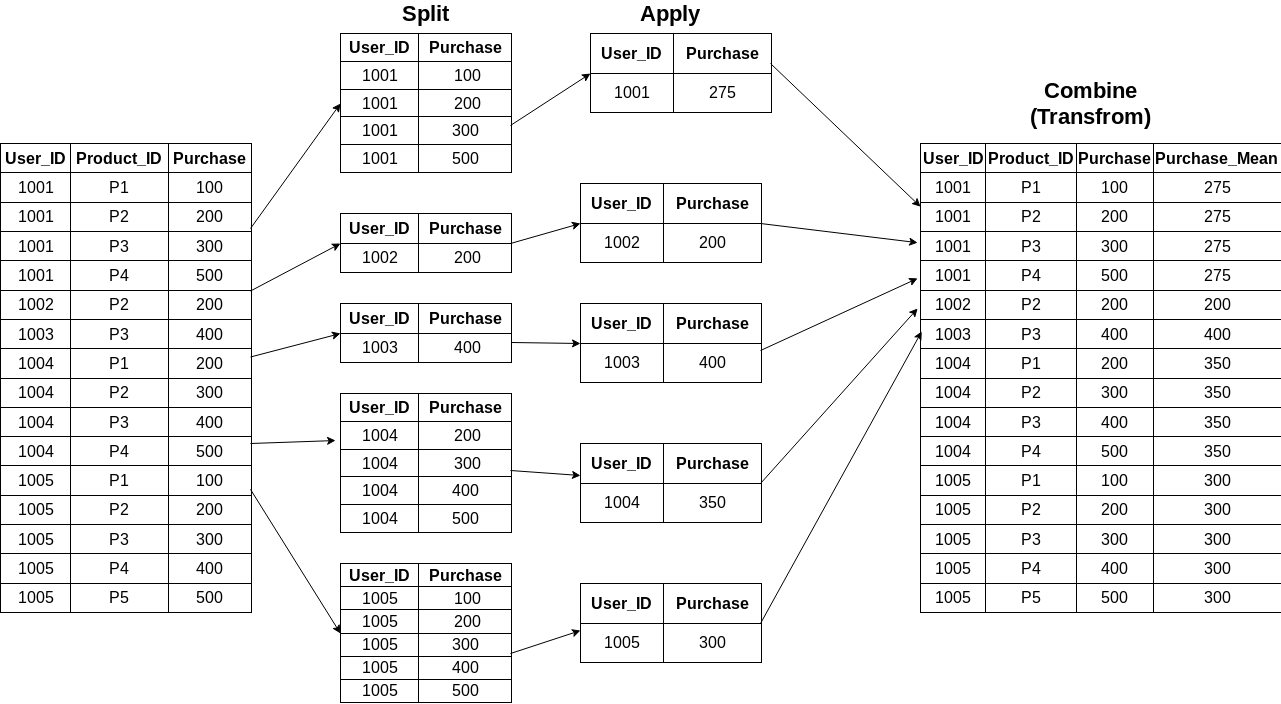 Split
Apply
Combine
(Transfrom)
User_ID Product_ID Purchase
1001 P1 100
1001 P2 200
1001 P3 300
1001 P4 500
1002 P2 200
1003 P3 400
1004 P1 200
1004 P2 300
1004 P3 400
1004 P4 500
1005 P1 100
1005 P2 200
1005 P3 300
1005 P4 400
1005 P5 500
User_ID Purchase
1001 100
1001 200
1001 300
1001 500
User_ID Purchase
1002 200
User_ID Purchase
1003 400
User_ID Purchase
1004 200
1004 300
1004 400
1004 500
User_ID Purchase
1005 100
1005 200
1005 300
1005 400
1005 500
User_ID Purchase
1001 275
User_ID Purchase
1002 200
User_ID Purchase
1003 400
User_ID Purchase
1004 350
User_ID Purchase
1005 300
User_ID Product_ID Purchase Purchase_Mean
1001 P1 100 275
1001 P2 200 275
1001 P3 300 275
1001 P4 500 275
1002 P2 200 200
1003 P3 400 400
1004 P1 200 350
1004 P2 300 350
1004 P3 400 350
1004 P4 500 350
1005 P1 100 300
1005 P2 200 300
1005 P3 300 300
1005 P4 400 300
1005 P5 500 300